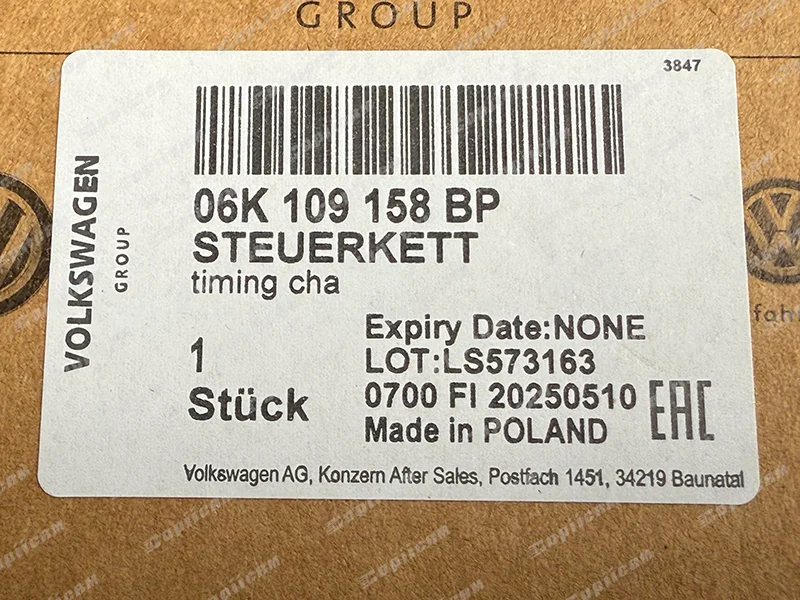 GROUP
3847
VOLKSWAGEN
GROUP
06K 109 158 BP
STEUERKETT
timing cha
1
Stück
Expiry Date:NONE
LOT:LS573163
0700 FI 20250510
Made in POLAND
EAC
Volkswagen AG, Konzern After Sales, Postfach 1451, 34219 Baunatal
fahr